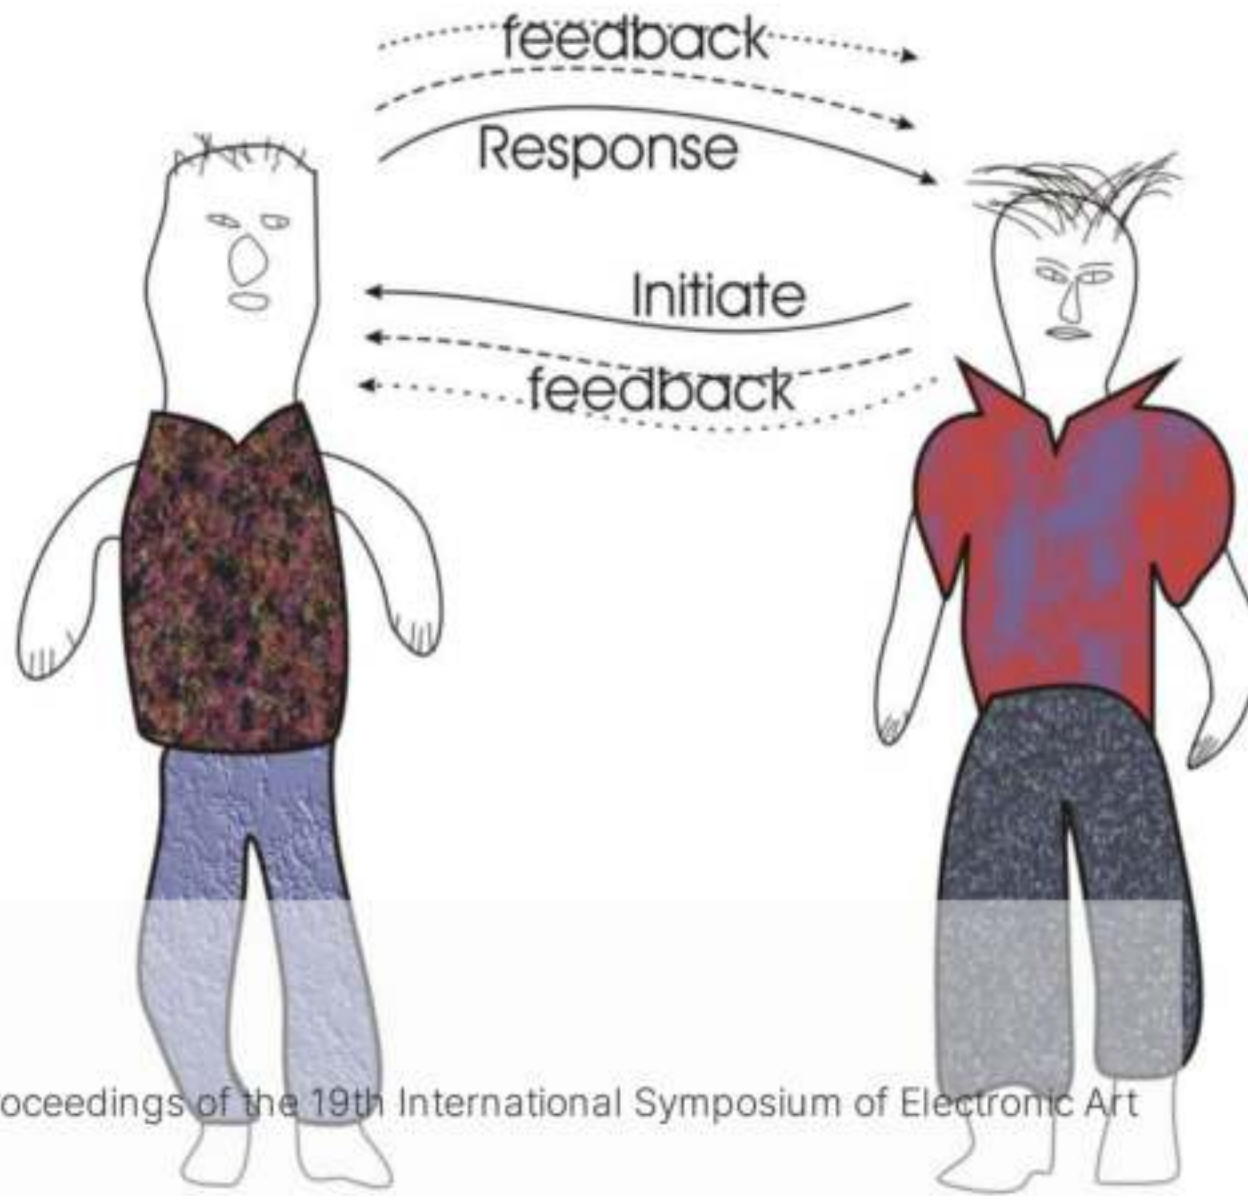 feedback
Response
Initiate
feedback
oceedings of the 19th International Symposium of Electronic Art